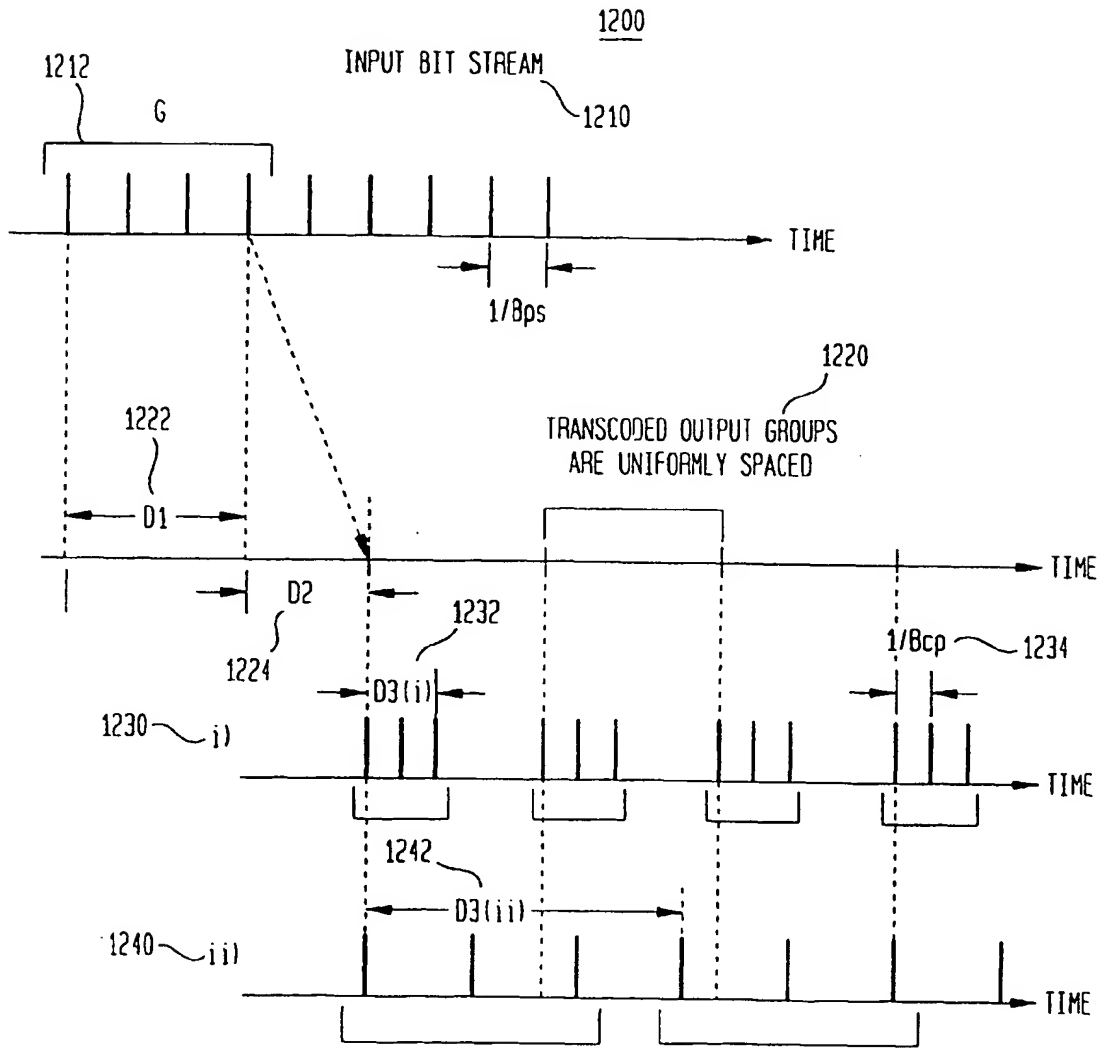 1200
INPUT BIT STREAM
1210
1212
G
TIME
1/Bps
1220
TRANSCODED OUTPUT GROUPS
ARE UNIFORMLY SPACED
1222
D1
TIME
D2
1224
1232
D3(i)
1/Bcp
1234
1230
i)
TIME
1242
D3(ii)
1240
ii)
TIME